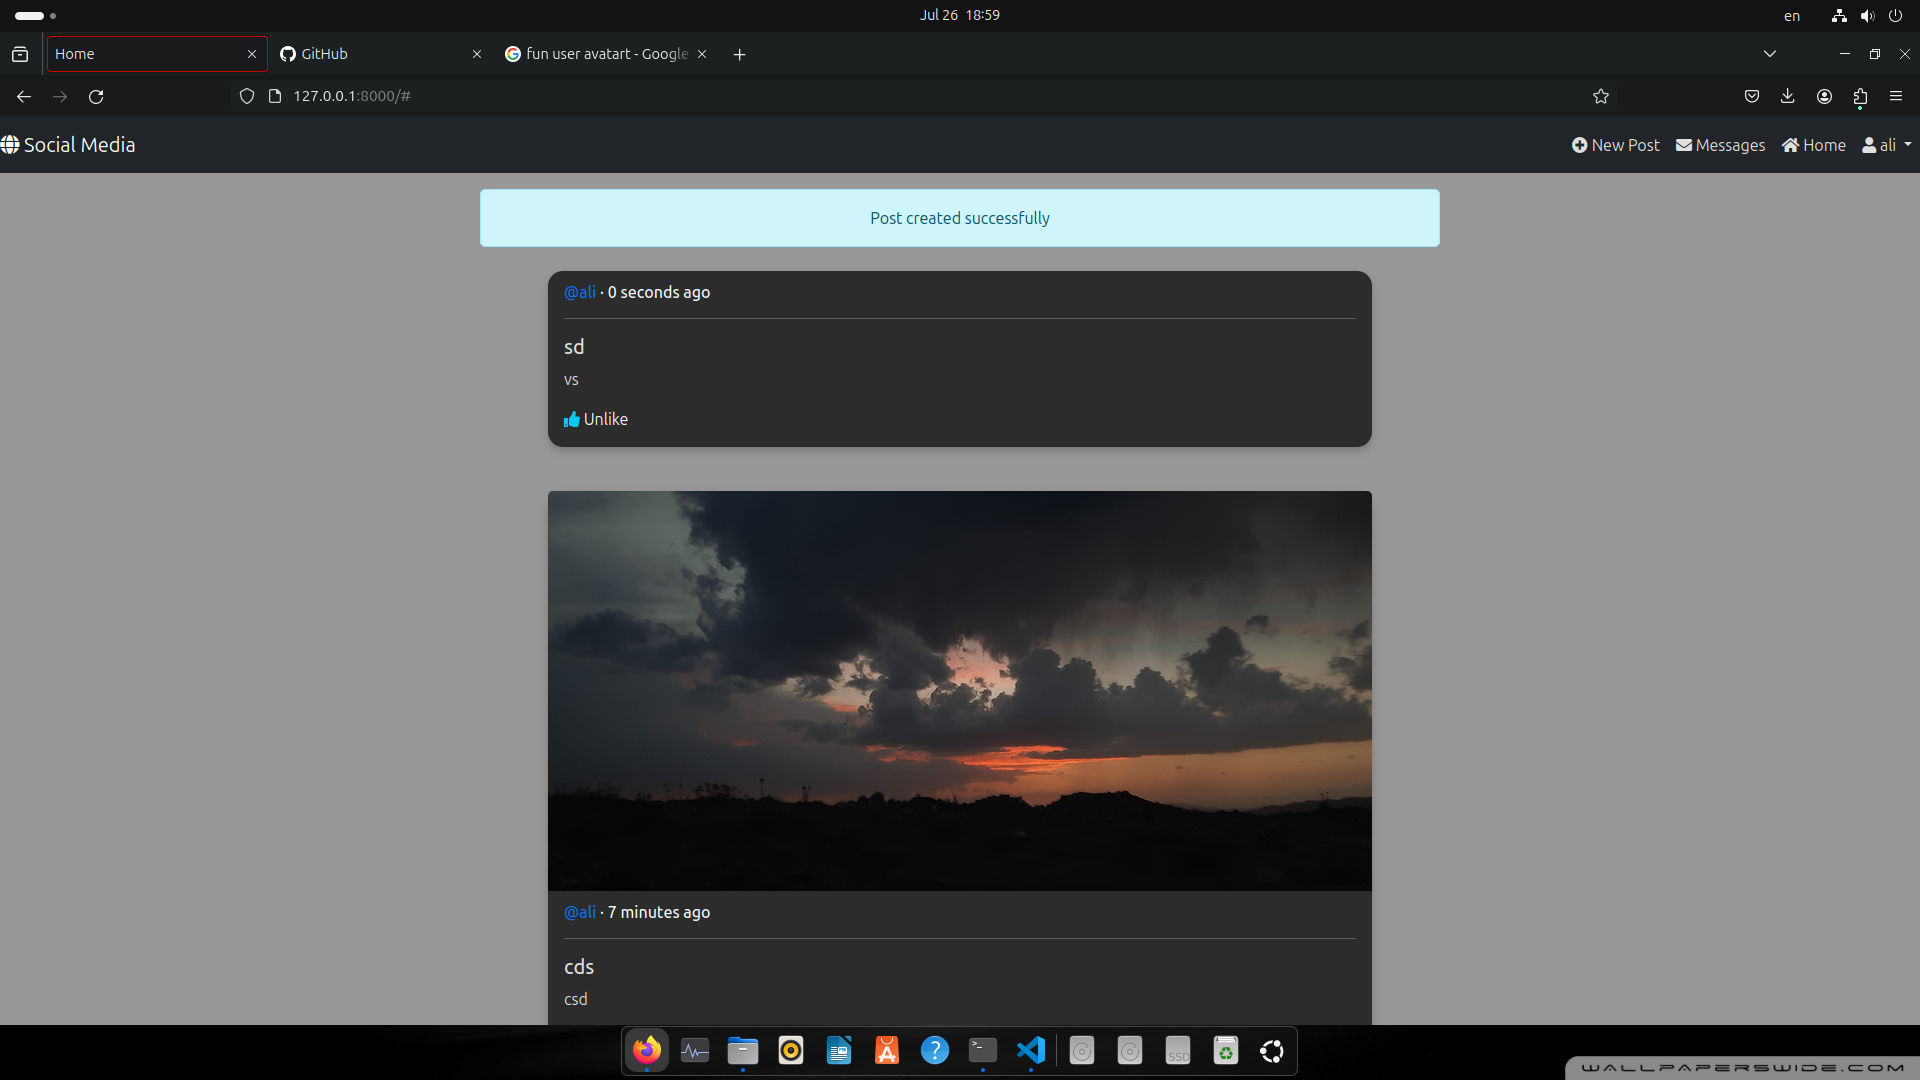 Jul 26 18:59
en
Home
GitHub
fun user avatart - Google
127.0.0.1:8000/#
Social Media
New Post
Messages
Home
ali
Post created successfully
@ali · 0 seconds ago
sd
vs
Unlike
@ali · 7 minutes ago
cds
csd
SSD
WALLPAPERSWIDE.COM